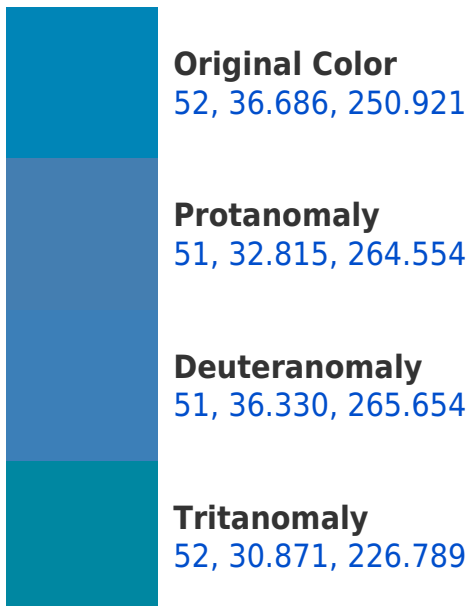 Original Color
52, 36.686, 250.921
Protanomaly
51, 32.815, 264.554
Deuteranomaly
51, 36.330, 265.654
Tritanomaly
52, 30.871, 226.789